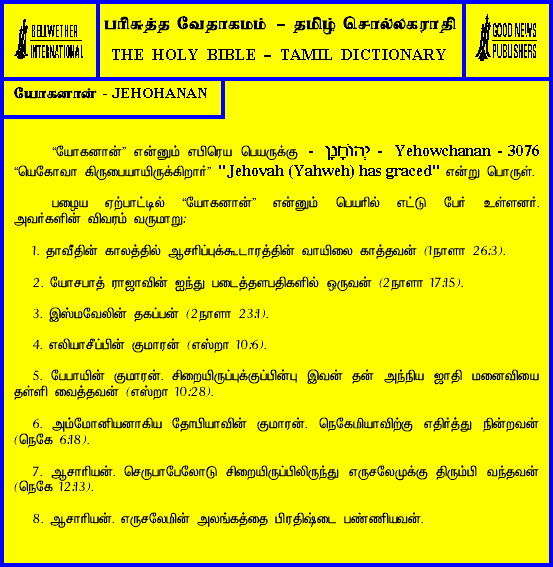 BELLWETHER
INTERNATIONAL
பரிசுத்த வேதாகமம் – தமிழ் சொல்லகராதி
THE HOLY BIBLE – TAMIL DICTIONARY
GOOD NEWS
PUBLISHERS
யோகனான் - JEHOHANAN
“யோகனான்” என்னும் எபிரெய பெயருக்கு - יְהוֹחָנָן - Yehowchanan - 3076
“யெகோவா கிருபையாயிருக்கிறார்” "Jehovah (Yahweh) has graced" என்று பொருள்.
பழைய ஏற்பாட்டில் “யோகனான்” என்னும் பெயரில் எட்டு பேர் உள்ளனர்.
அவர்களின் விவரம் வருமாறு:
1. தாவீதின் காலத்தில் ஆசரிப்புக்கூடாரத்தின் வாயிலை காத்தவன் (1நாளா 26:3).
2. யோசபாத் ராஜாவின் ஐந்து படைத்தளபதிகளில் ஒருவன் (2நாளா 17:15).
3. இஸ்மவேலின் தகப்பன் (2நாளா 23:1).
4. எலியாசீப்பின் குமாரன் (எஸ்றா 10:6).
5. பேபாயின் குமாரன். சிறையிருப்புக்குப்பின்பு இவன் தன் அந்நிய ஜாதி மனைவியை
தள்ளி வைத்தவன் (எஸ்றா 10:28).
6. அம்மோனியனாகிய தோபியாவின் குமாரன். நெகேமியாவிற்கு எதிர்த்து நின்றவன்
(நெகே 6:18).
7. ஆசாரியன். செருபாபேலோடு சிறையிருப்பிலிருந்து எருசலேமுக்கு திரும்பி வந்தவன்
(நெகே 12:13).
8. ஆசாரியன். எருசலேமின் அலங்கத்தை பிரதிஷ்டை பண்ணியவன்.